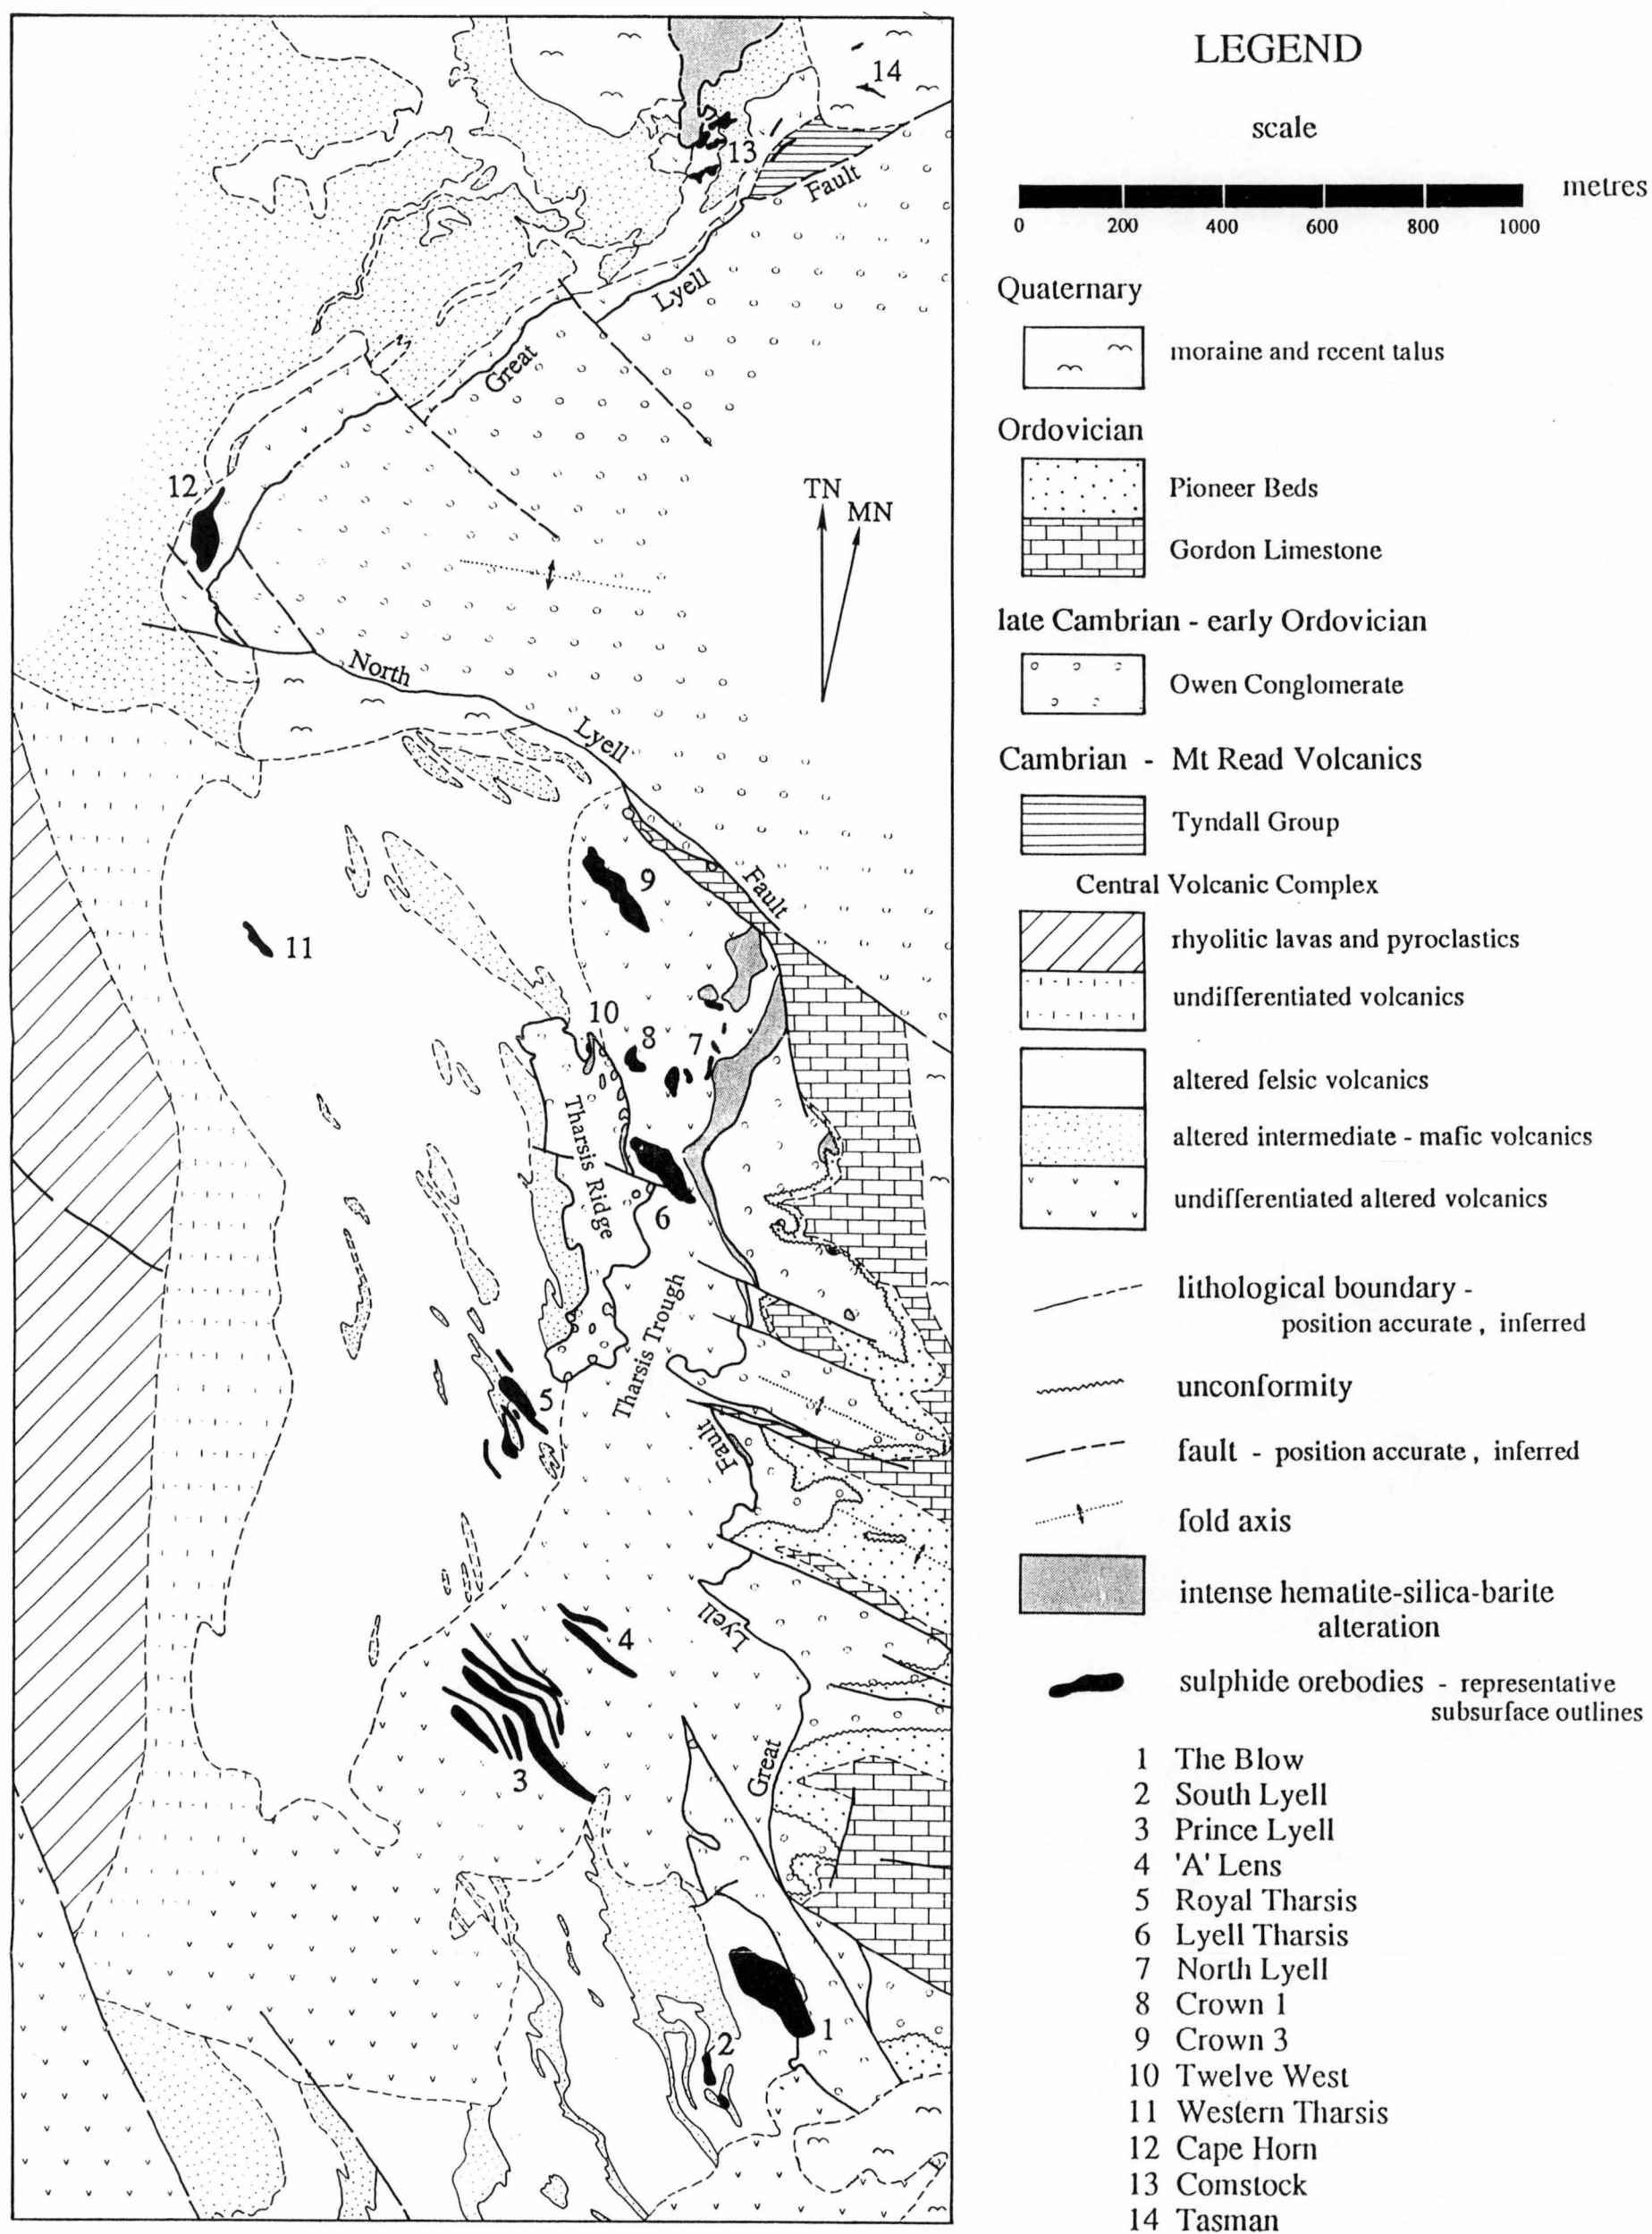 14
13
Fault
Lyell
Great
12
TN
MN
North
Lyell
Fault
9
11
10
8
7
Tharsis Ridge
6
Tharsis Trough
5
Fault
4
Lyell
3
Great
1
2
LEGEND
scale
metres
0 200 400 600 800 1000
Quaternary
moraine and recent talus
Ordovician
Pioneer Beds
Gordon Limestone
late Cambrian - early Ordovician
Owen Conglomerate
Cambrian - Mt Read Volcanics
Tyndall Group
Central Volcanic Complex
rhyolitic lavas and pyroclastics
undifferentiated volcanics
altered felsic volcanics
altered intermediate - mafic volcanics
undifferentiated altered volcanics
lithological boundary -
position accurate , inferred
unconformity
fault - position accurate , inferred
fold axis
intense hematite-silica-barite
alteration
sulphide orebodies - representative
subsurface outlines
1 The Blow
2 South Lyell
3 Prince Lyell
4 'A' Lens
5 Royal Tharsis
6 Lyell Tharsis
7 North Lyell
8 Crown 1
9 Crown 3
10 Twelve West
11 Western Tharsis
12 Cape Horn
13 Comstock
14 Tasman